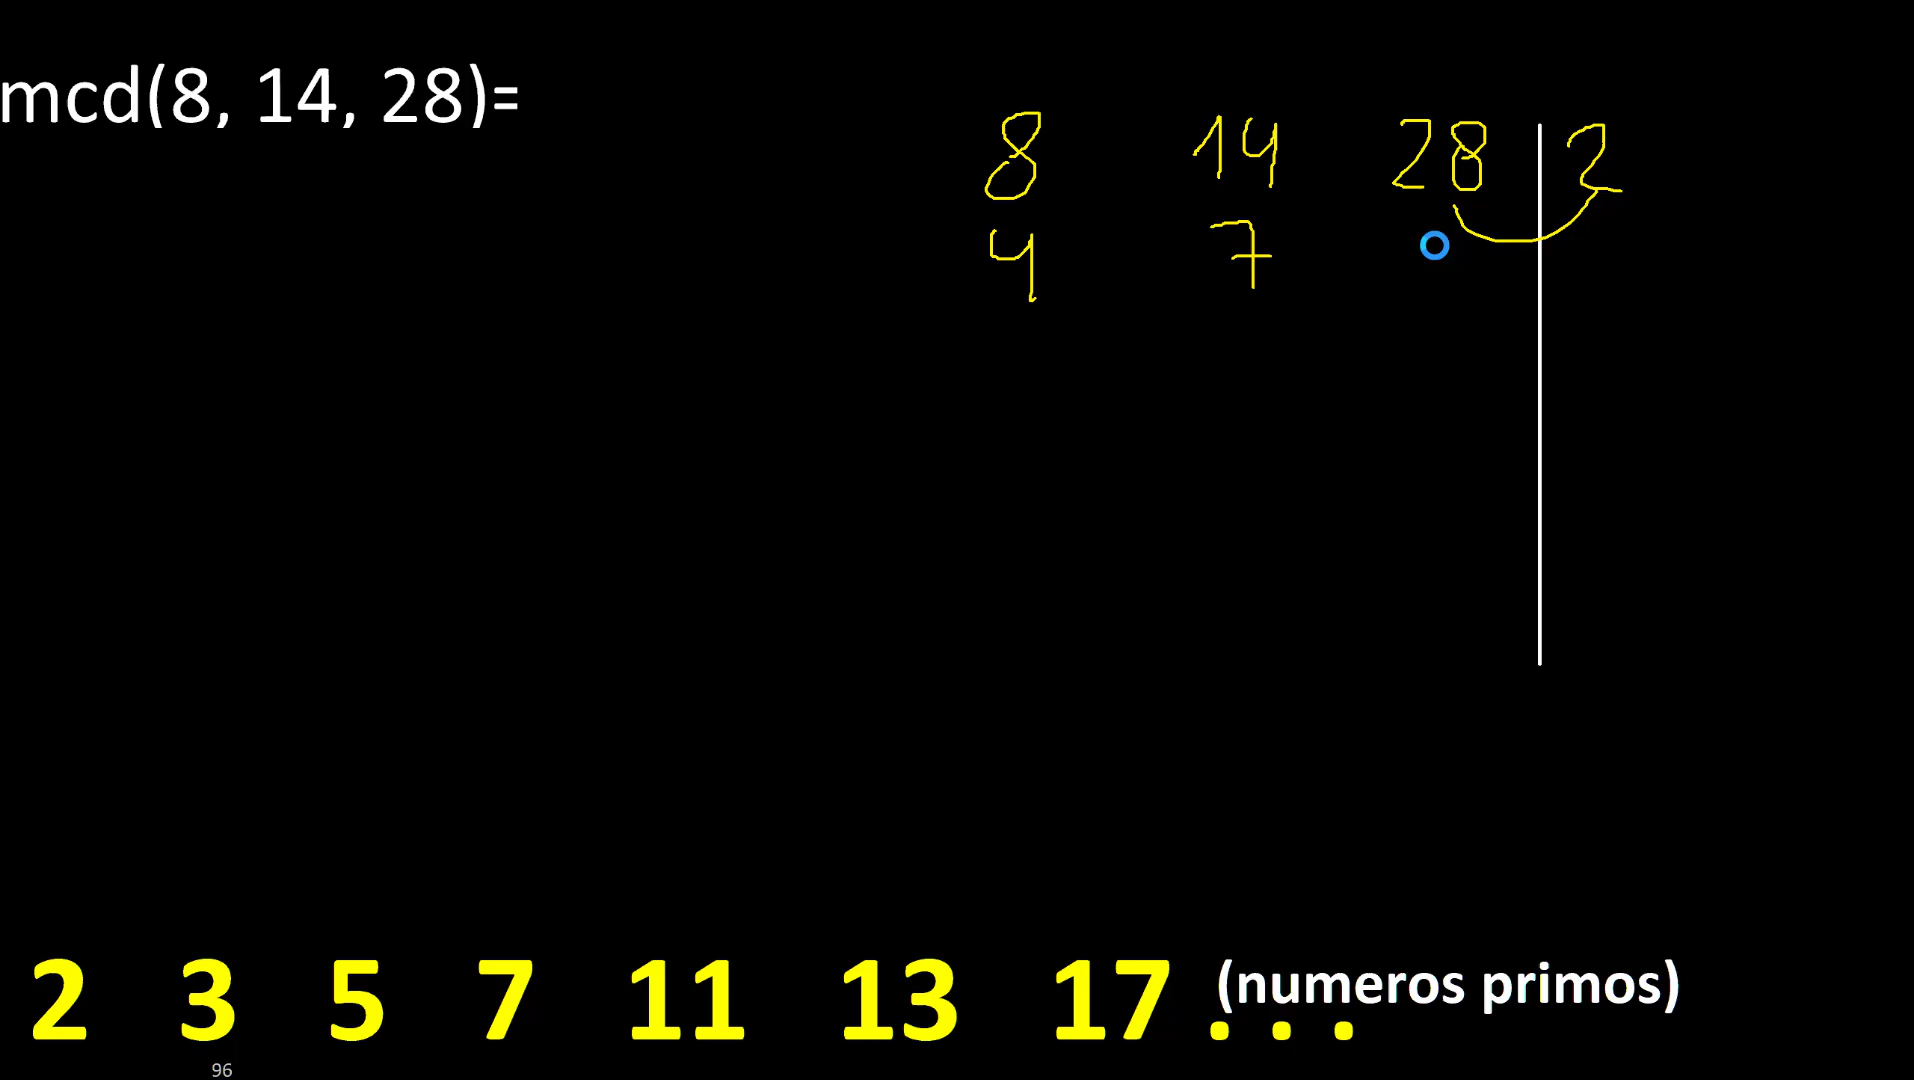 mcd(8, 14, 28)=
8 14 28 2
4 7
2 3 5 7 11 13 17 . . . (numeros primos)
96